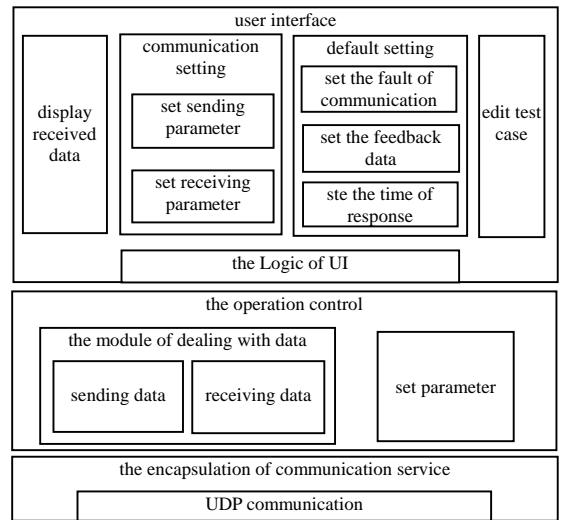 user interface
display
received
data
communication
setting
set sending
parameter
set receiving
parameter
default setting
set the fault of
communication
set the feedback
data
ste the time of
response
edit test
case
the Logic of UI
the operation control
the module of dealing with data
sending data
receiving data
set parameter
the encapsulation of communication service
UDP communication